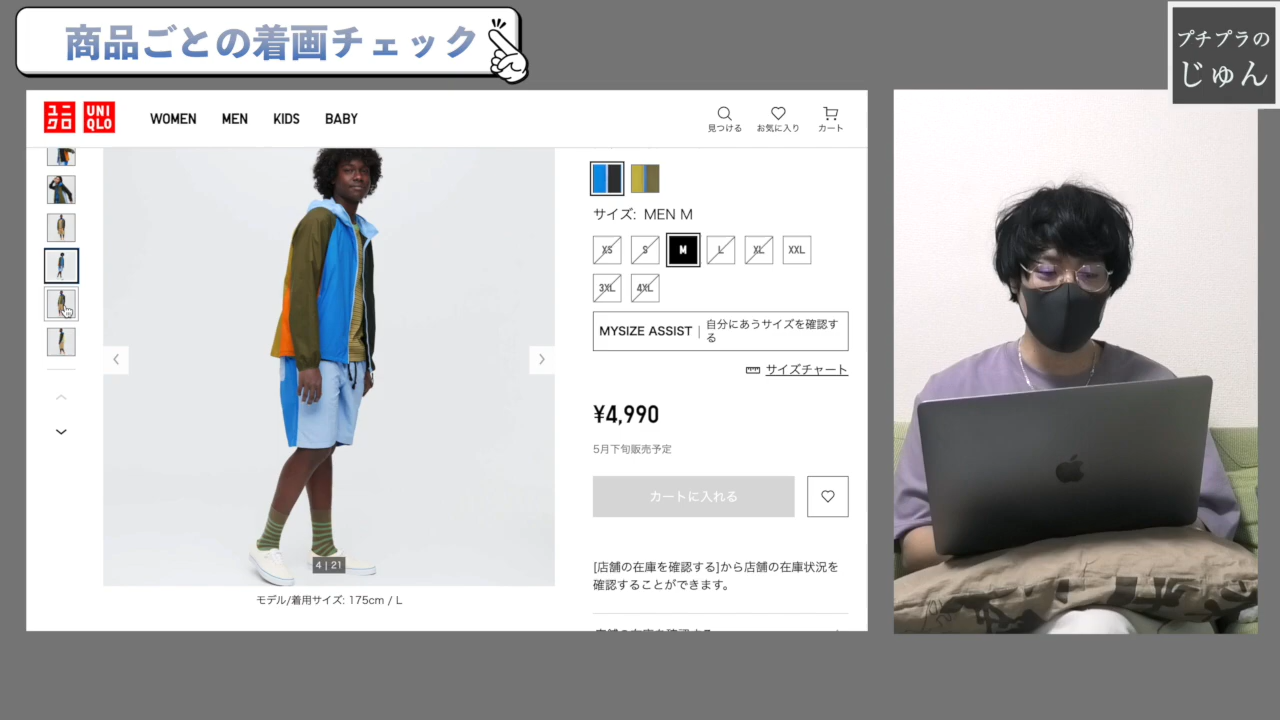 商品ごとの着画チェック
プチプラの
じゅん
ユニ
クロ
UNI
QLO
WOMEN
MEN
KIDS
BABY
見つける
お気に入り
カート
サイズ: MEN M
XS
S
M
L
XL
XXL
3XL
4XL
MYSIZE ASSIST
自分にあうサイズを確認す
る
サイズチャート
¥4,990
5月下旬販売予定
カートに入れる
[店舗の在庫を確認する]から店舗の在庫状況を
確認することができます。
4 | 21
モデル/着用サイズ: 175cm / L